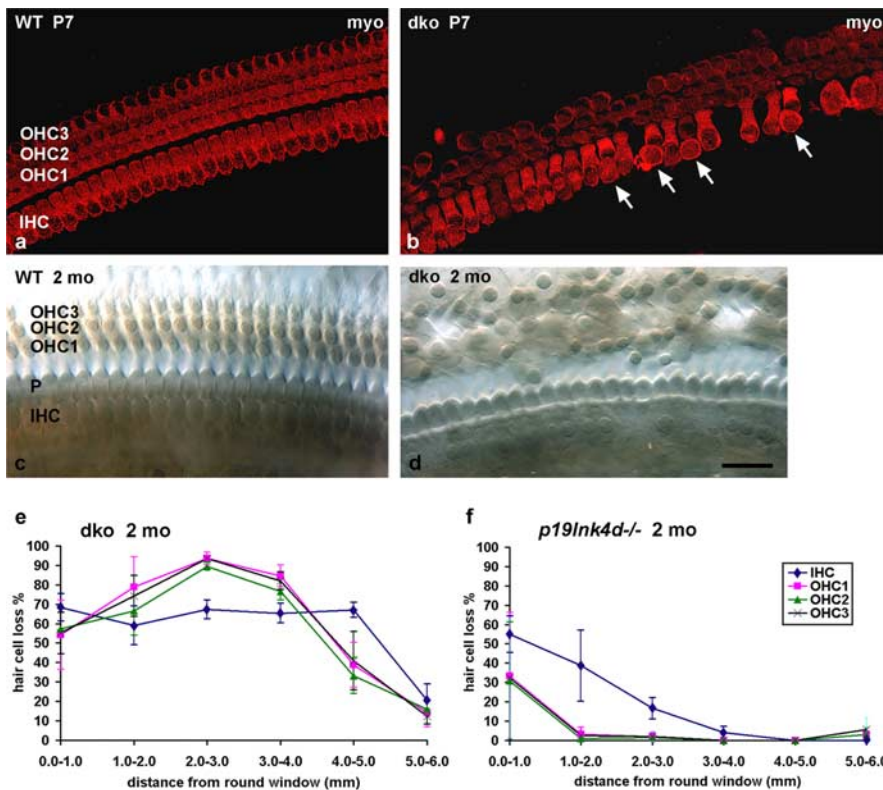 WT P7 myo
OHC3
OHC2
OHC1
IHC
a
dko P7 myo
b
WT 2 mo
OHC3
OHC2
OHC1
P
IHC
c
dko 2 mo
d
e dko 2 mo
hair cell loss %
100
90
80
70
60
50
40
30
20
10
0
0.0-1.0 1.0-2.0 2.0-3.0 3.0-4.0 4.0-5.0 5.0-6.0
distance from round window (mm)
f p19Ink4d-/- 2 mo
IHC
OHC1
OHC2
OHC3
hair cell loss %
100
90
80
70
60
50
40
30
20
10
0
0.0-1.0 1.0-2.0 2.0-3.0 3.0-4.0 4.0-5.0 5.0-6.0
distance from round window (mm)